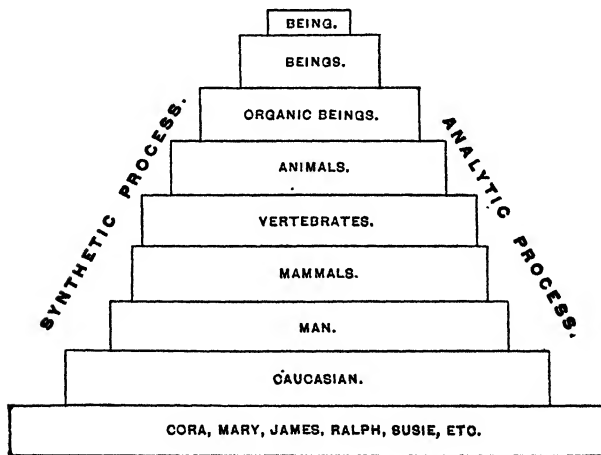 BEING.
BEINGS.
ORGANIC BEINGS.
ANIMALS.
VERTEBRATES.
MAMMALS.
MAN.
CAUCASIAN.
CORA, MARY, JAMES, RALPH, SUSIE, ETC.
SYNTHETIC PROCESS.
ANALYTIC PROCESS.